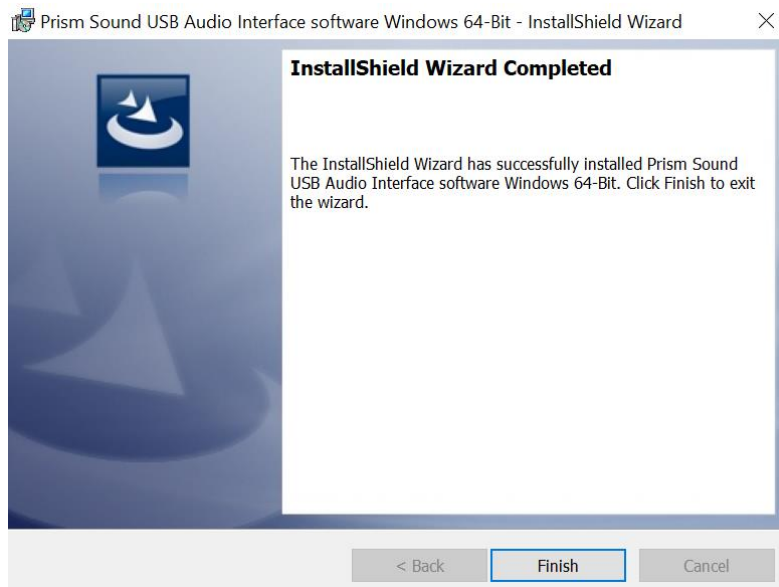 Prism Sound USB Audio Interface software Windows 64-Bit - InstallShield Wizard
InstallShield Wizard Completed
The InstallShield Wizard has successfully installed Prism Sound
USB Audio Interface software Windows 64-Bit. Click Finish to exit
the wizard.
< Back Finish Cancel